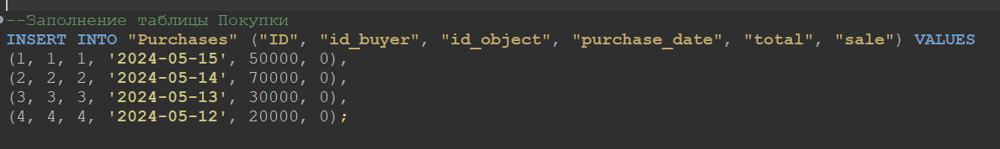 --Заполнение таблицы Покупки
INSERT INTO "Purchases" ("ID", "id_buyer", "id_object", "purchase_date", "total", "sale") VALUES
(1, 1, 1, '2024-05-15', 50000, 0),
(2, 2, 2, '2024-05-14', 70000, 0),
(3, 3, 3, '2024-05-13', 30000, 0),
(4, 4, 4, '2024-05-12', 20000, 0);